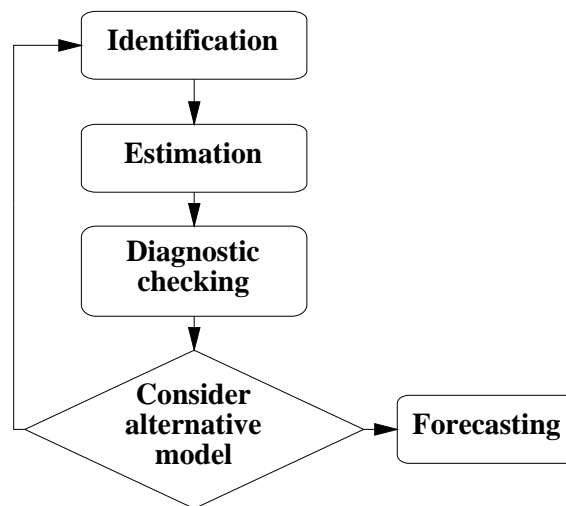 Identification
Estimation
Diagnostic
checking
Consider
alternative
model
Forecasting